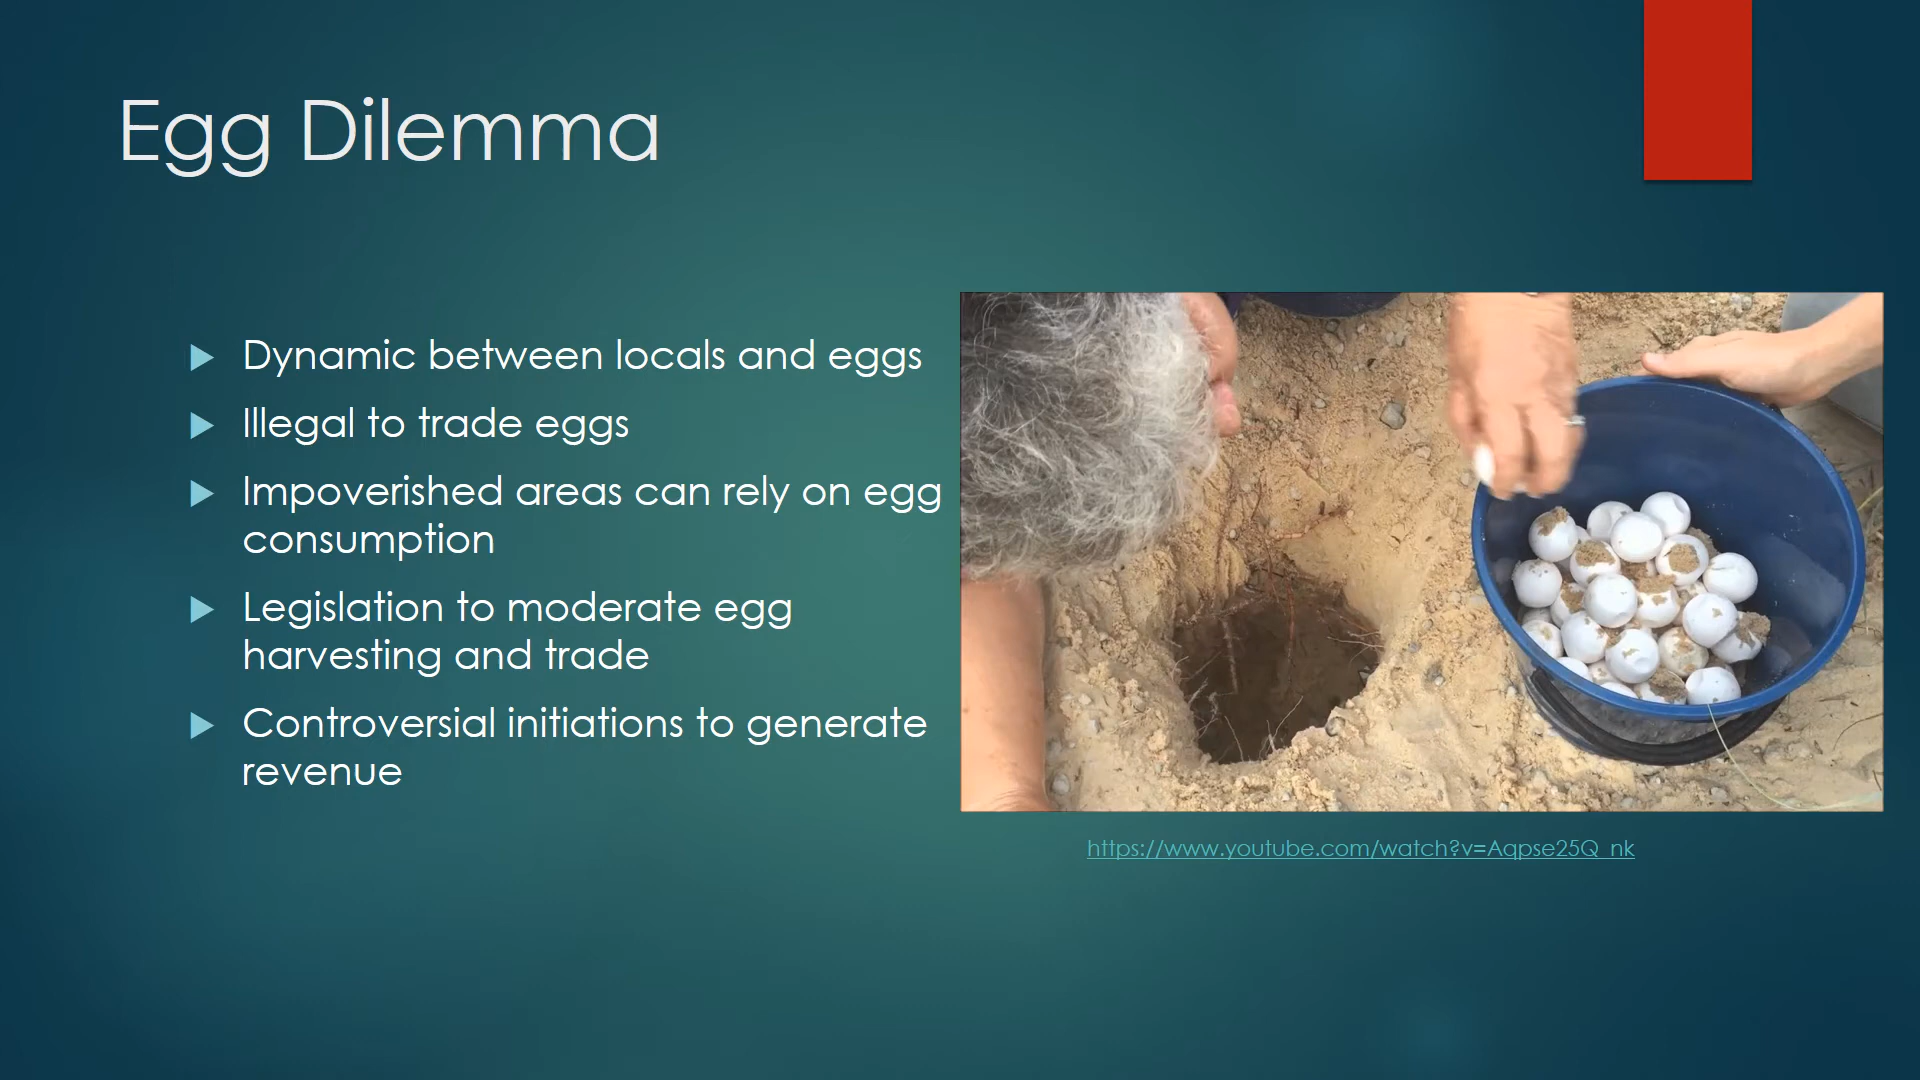 Egg Dilemma
Dynamic between locals and eggs
Illegal to trade eggs
Impoverished areas can rely on egg
consumption
Legislation to moderate egg
harvesting and trade
Controversial initiations to generate
revenue
https://www.youtube.com/watch?v=Aqpse25Q_nk